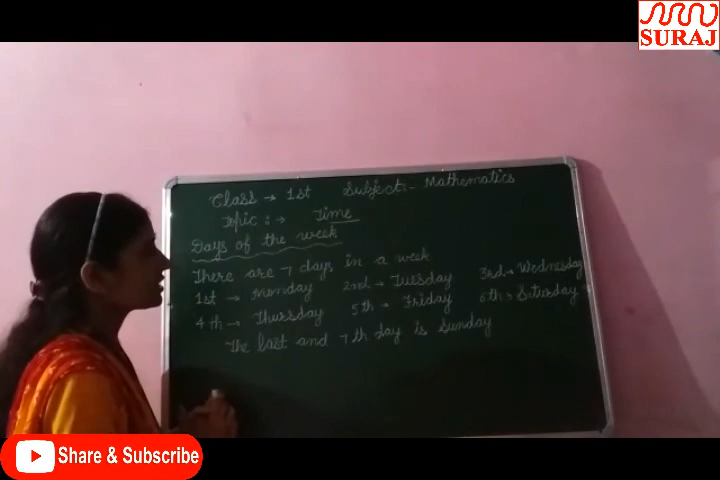 SURAJ
Class → 1st Subject:- Mathematics
Topic :→ Time
Days of the week
There are 7 days in a week
1st → Monday 2nd → Tuesday 3rd → Wednesday
4th → Thursday 5th → Friday 6th → Saturday
The last and 7th day is Sunday
Share & Subscribe